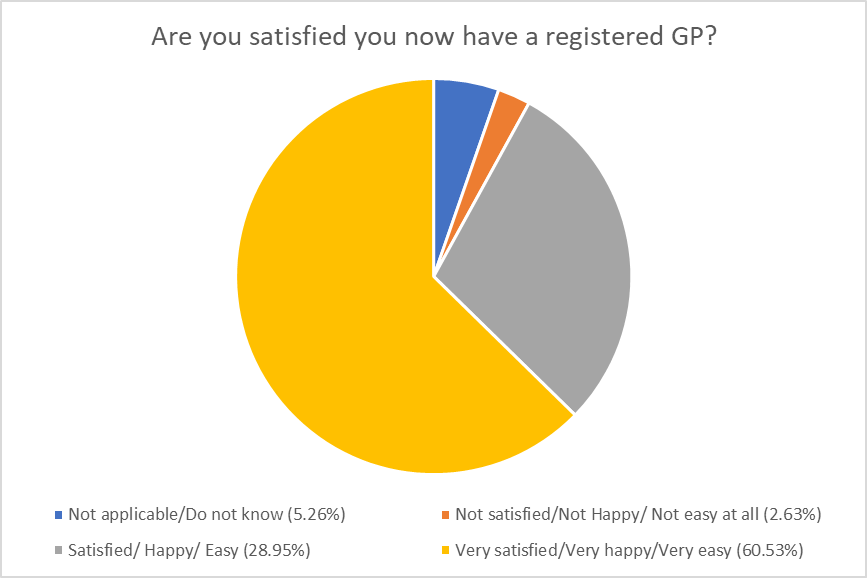 Are you satisfied you now have a registered GP?
Not applicable/Do not know (5.26%)
Not satisfied/Not Happy/ Not easy at all (2.63%)
Satisfied/ Happy/ Easy (28.95%)
Very satisfied/Very happy/Very easy (60.53%)